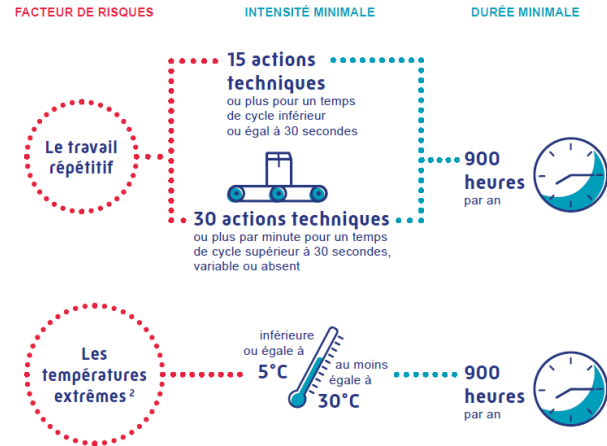 FACTEUR DE RISQUES
INTENSITÉ MINIMALE
DURÉE MINIMALE
Le travail
répétitif
15 actions
techniques
ou plus pour un temps
de cycle inférieur
ou égal à 30 secondes
30 actions techniques
ou plus par minute pour un temps
de cycle supérieur à 30 secondes,
variable ou absent
900
heures
par an
Les
températures
extrêmes ²
inférieure
ou égale à
5°C
au moins
égale à
30°C
900
heures
par an